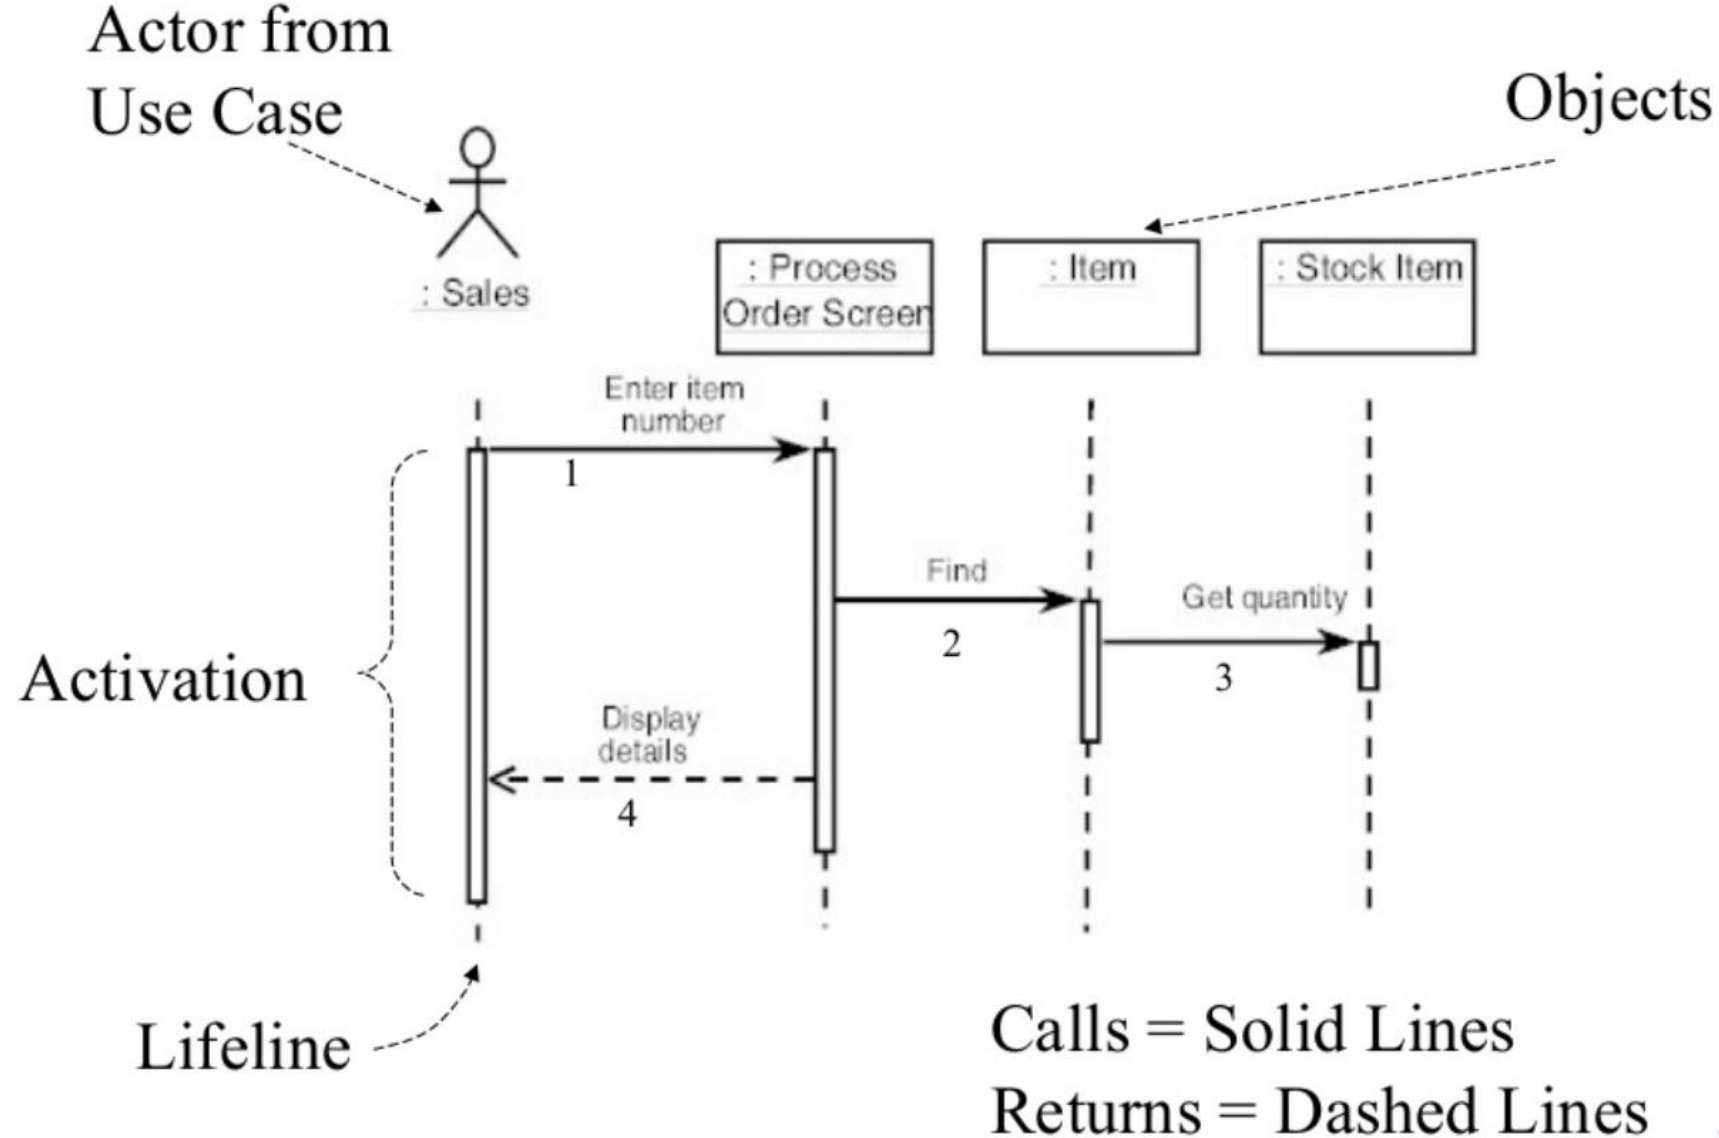 Actor from
Use Case
Objects
: Sales
: Process
Order Screen
: Item
: Stock Item
Enter item
number
1
Find
2
Get quantity
3
Activation
Display
details
4
Lifeline
Calls = Solid Lines
Returns = Dashed Lines